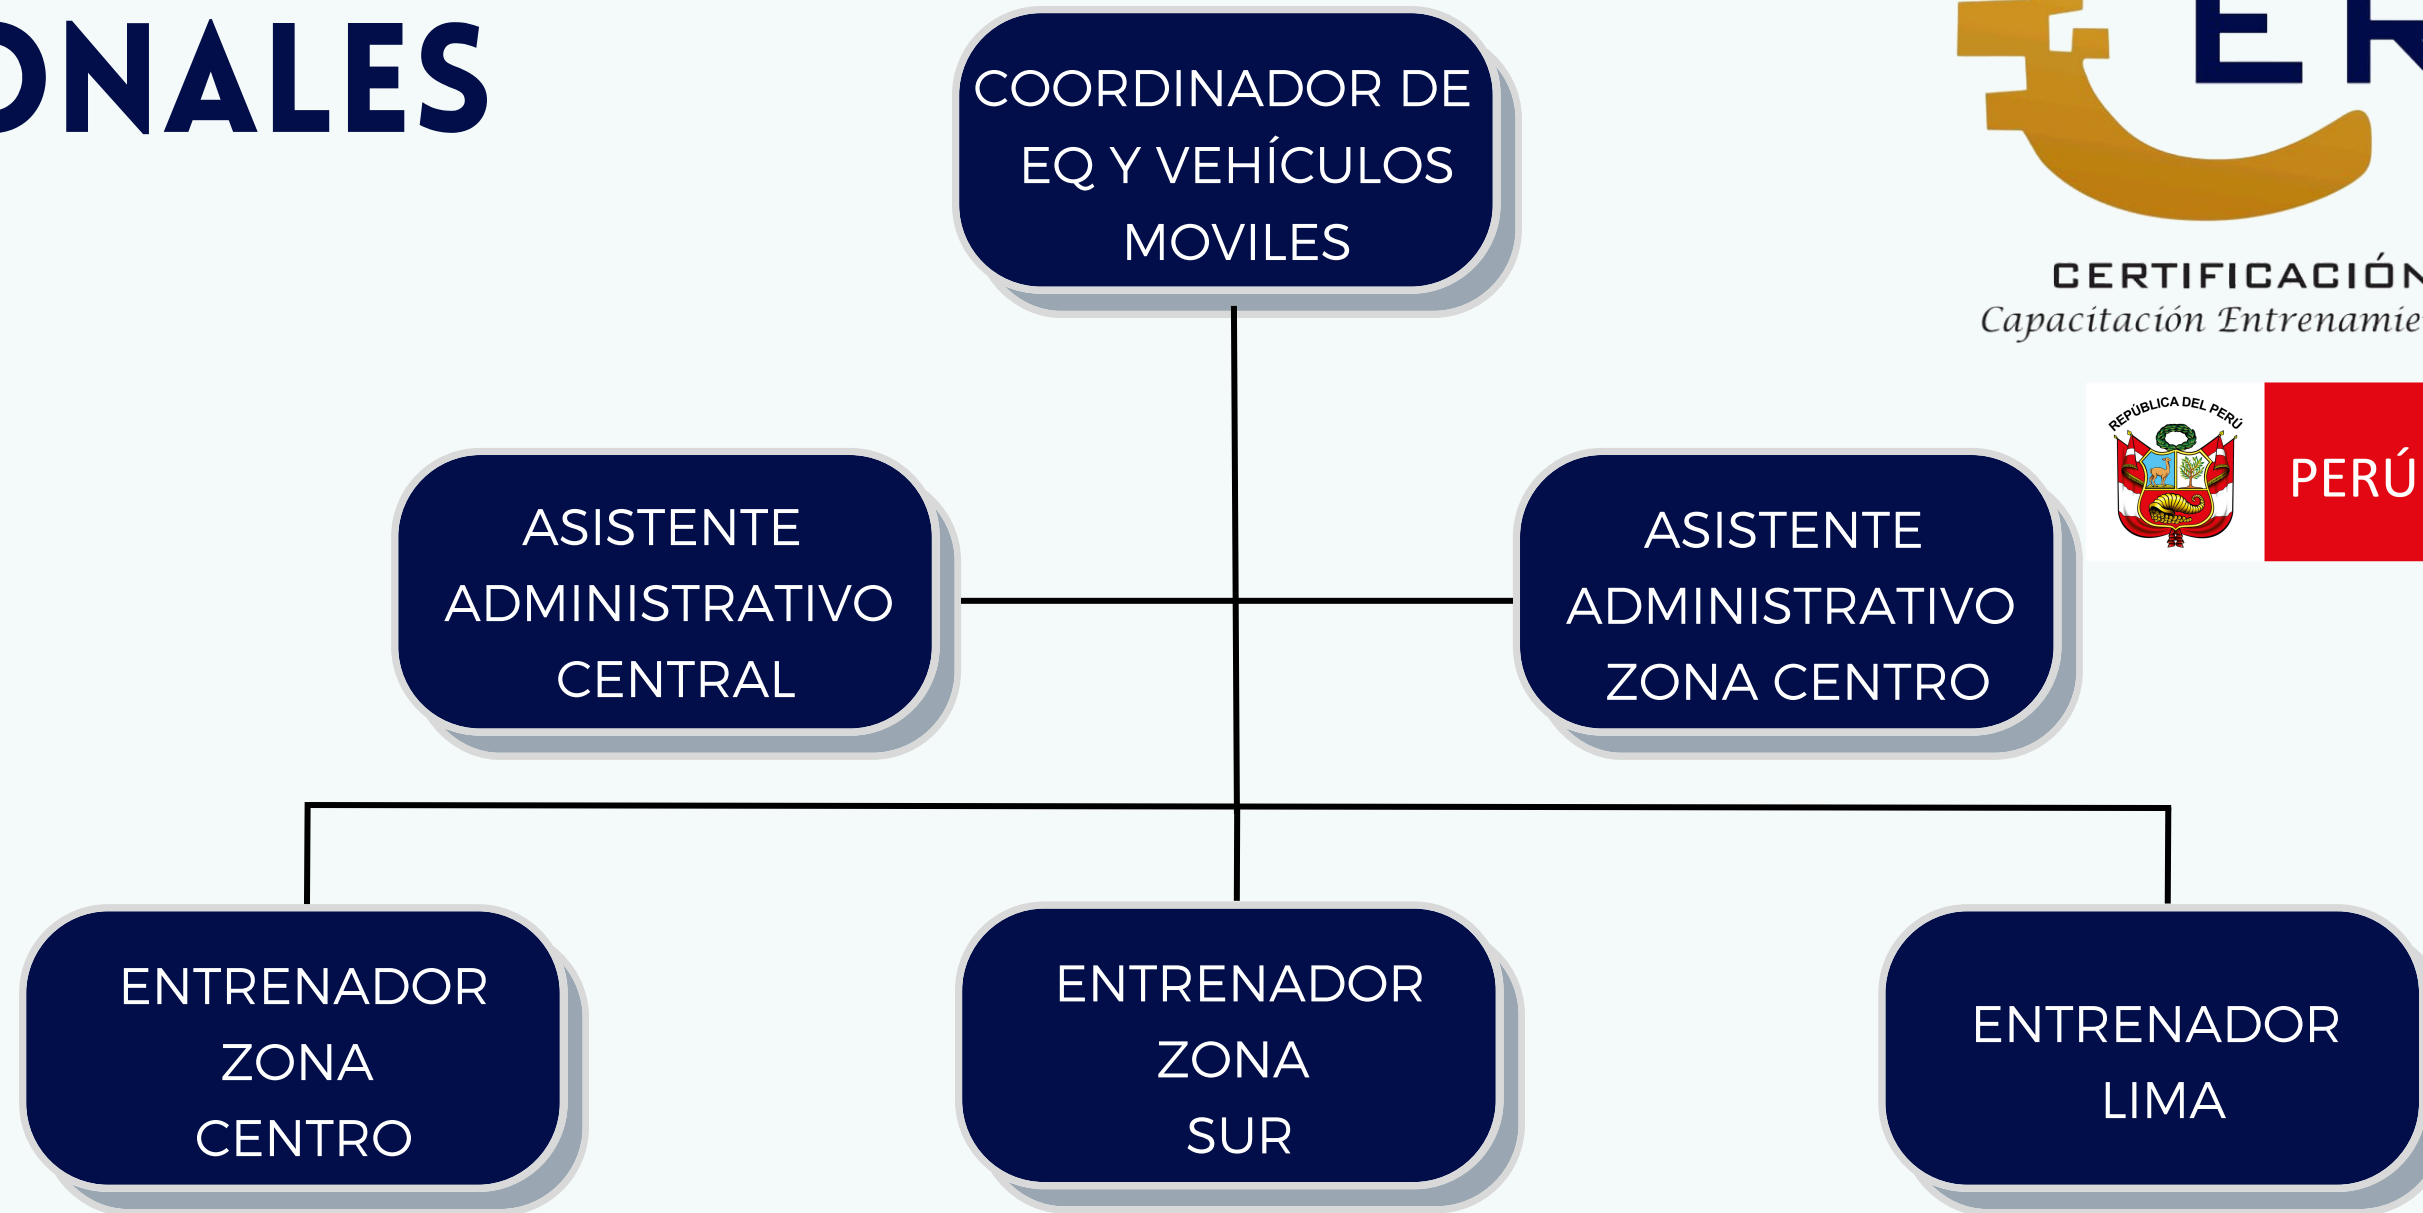 ONALES
COORDINADOR DE
EQ Y VEHÍCULOS
MOVILES
ER
CERTIFICACIÓN
Capacitación Entrenamie
REPÚBLICA DEL PERÚ
PERÚ
ASISTENTE
ADMINISTRATIVO
CENTRAL
ASISTENTE
ADMINISTRATIVO
ZONA CENTRO
ENTRENADOR
ZONA
CENTRO
ENTRENADOR
ZONA
SUR
ENTRENADOR
LIMA